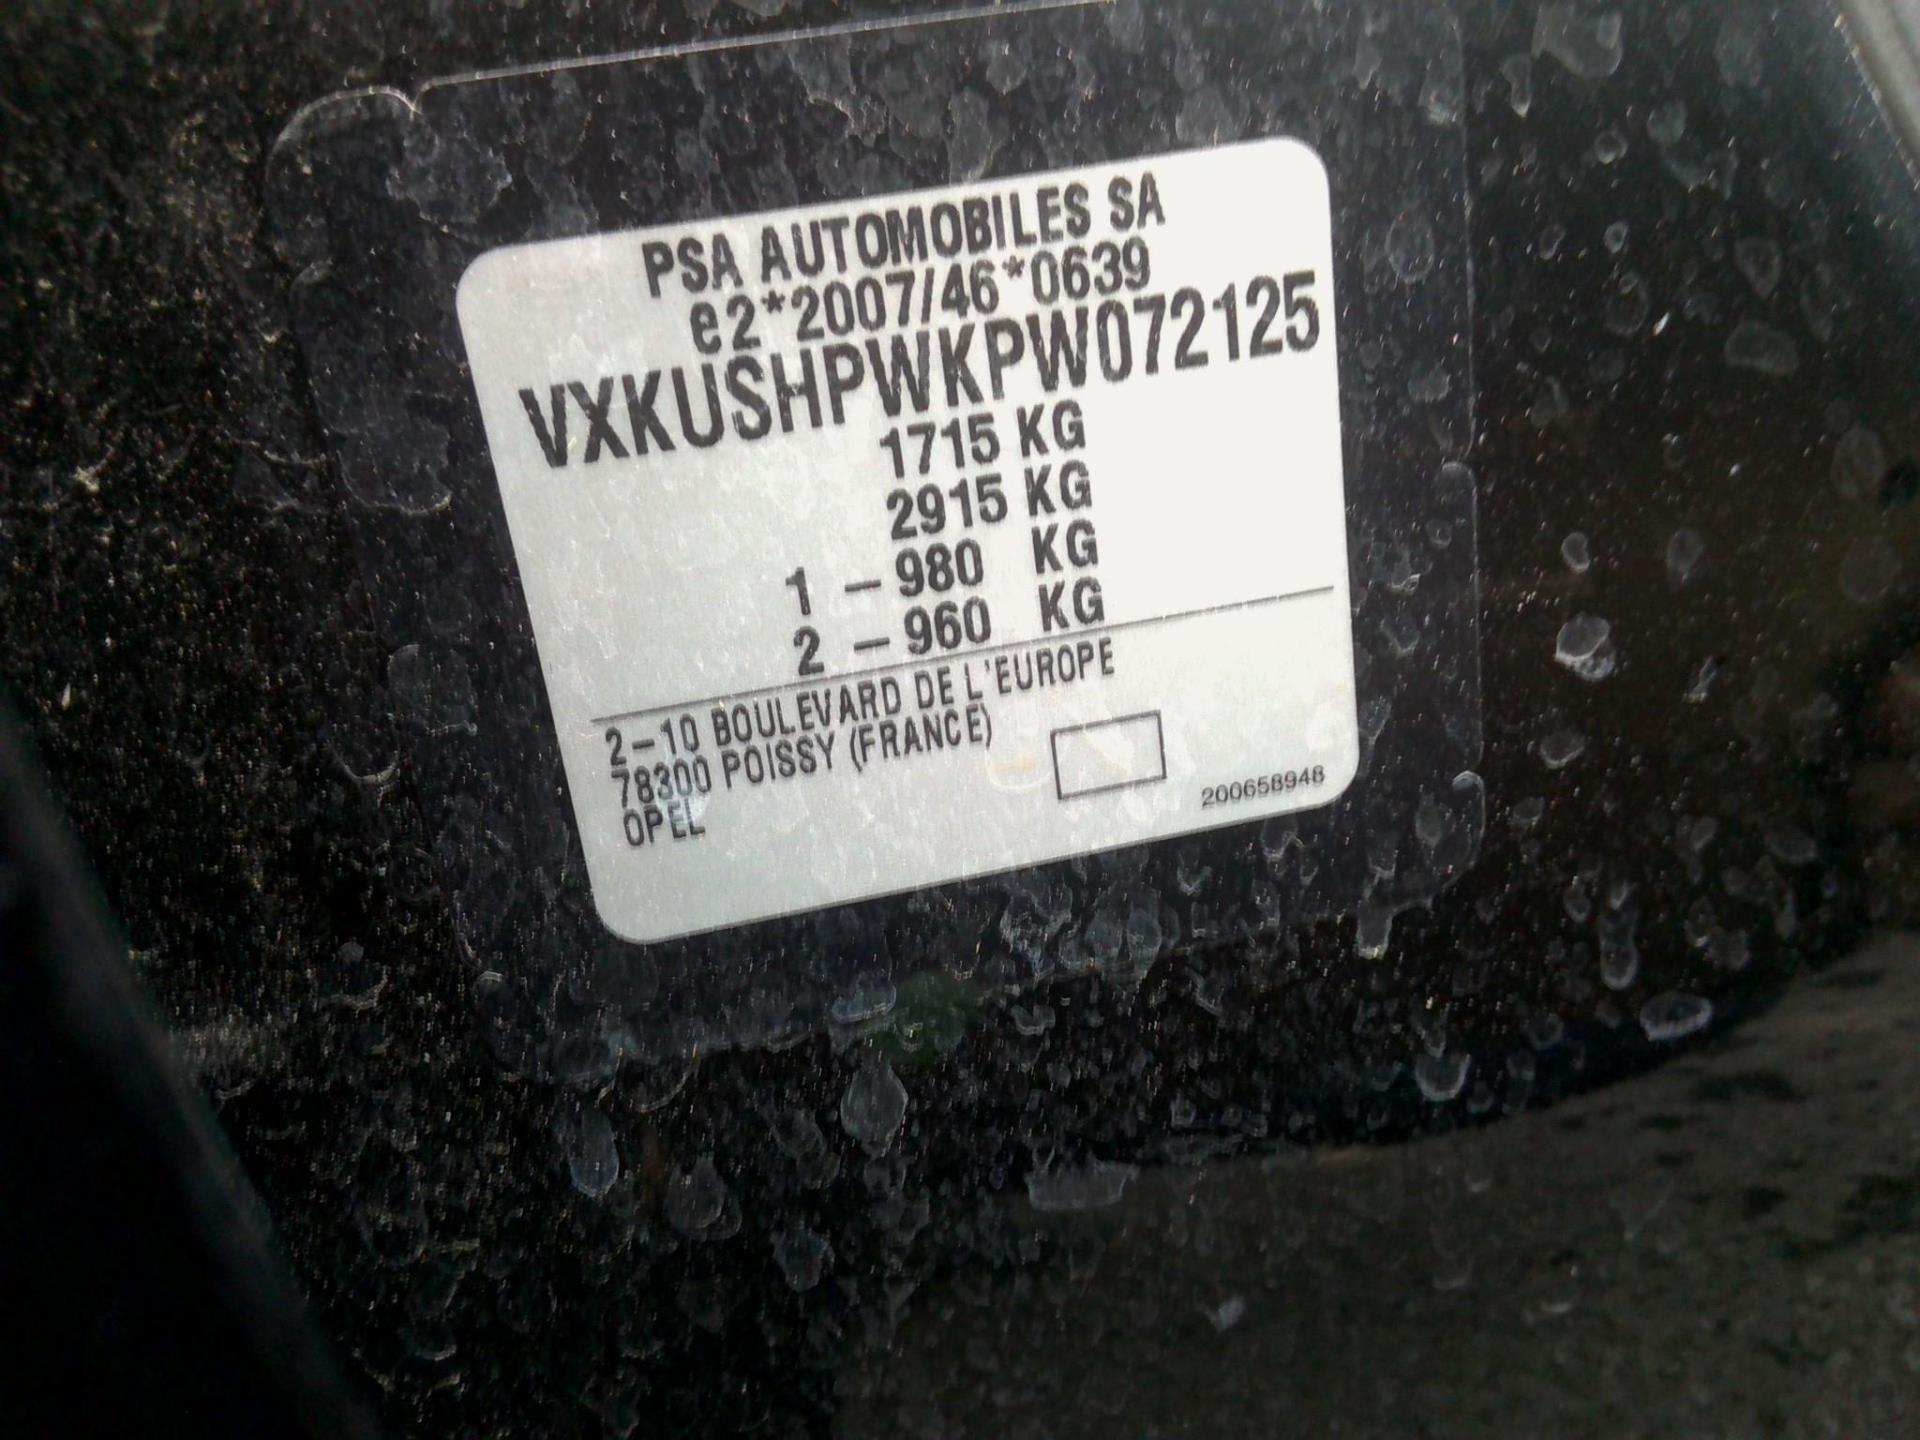 PSA AUTOMOBILES SA
e2*2007/46*0639
VXKUSHPWKPW072125
1715 KG
2915 KG
1 - 980 KG
2 - 960 KG
2-10 BOULEVARD DE L'EUROPE
78300 POISSY (FRANCE)
OPEL
200658948